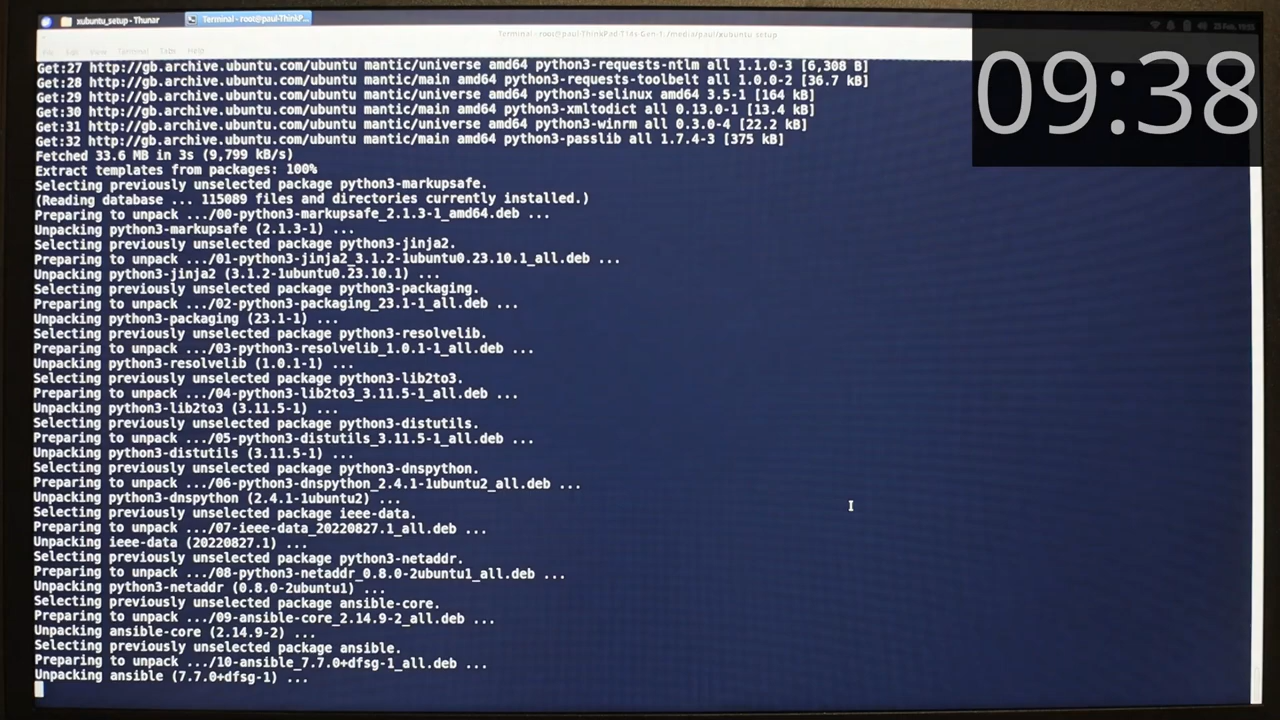 xubuntu_setup - Thunar
Terminal - root@paul-ThinkP...
Terminal - root@paul-ThinkPad-T14s-Gen-1: /media/paul/xubuntu_setup
File Edit View Terminal Tabs Help
09:38
Get:27 http://gb.archive.ubuntu.com/ubuntu mantic/universe amd64 python3-requests-ntlm all 1.1.0-3 [6,308 B]
Get:28 http://gb.archive.ubuntu.com/ubuntu mantic/main amd64 python3-requests-toolbelt all 1.0.0-2 [36.7 kB]
Get:29 http://gb.archive.ubuntu.com/ubuntu mantic/universe amd64 python3-selinux amd64 3.5-1 [164 kB]
Get:30 http://gb.archive.ubuntu.com/ubuntu mantic/main amd64 python3-xmltodict all 0.13.0-1 [13.4 kB]
Get:31 http://gb.archive.ubuntu.com/ubuntu mantic/universe amd64 python3-winrm all 0.3.0-4 [22.2 kB]
Get:32 http://gb.archive.ubuntu.com/ubuntu mantic/main amd64 python3-passlib all 1.7.4-3 [375 kB]
Fetched 33.6 MB in 3s (9,799 kB/s)
Extract templates from packages: 100%
Selecting previously unselected package python3-markupsafe.
(Reading database ... 115089 files and directories currently installed.)
Preparing to unpack .../00-python3-markupsafe_2.1.3-1_amd64.deb ...
Unpacking python3-markupsafe (2.1.3-1) ...
Selecting previously unselected package python3-jinja2.
Preparing to unpack .../01-python3-jinja2_3.1.2-1ubuntu0.23.10.1_all.deb ...
Unpacking python3-jinja2 (3.1.2-1ubuntu0.23.10.1) ...
Selecting previously unselected package python3-packaging.
Preparing to unpack .../02-python3-packaging_23.1-1_all.deb ...
Unpacking python3-packaging (23.1-1) ...
Selecting previously unselected package python3-resolvelib.
Preparing to unpack .../03-python3-resolvelib_1.0.1-1_all.deb ...
Unpacking python3-resolvelib (1.0.1-1) ...
Selecting previously unselected package python3-lib2to3.
Preparing to unpack .../04-python3-lib2to3_3.11.5-1_all.deb ...
Unpacking python3-lib2to3 (3.11.5-1) ...
Selecting previously unselected package python3-distutils.
Preparing to unpack .../05-python3-distutils_3.11.5-1_all.deb ...
Unpacking python3-distutils (3.11.5-1) ...
Selecting previously unselected package python3-dnspython.
Preparing to unpack .../06-python3-dnspython_2.4.1-1ubuntu2_all.deb ...
Unpacking python3-dnspython (2.4.1-1ubuntu2) ...
Selecting previously unselected package ieee-data.
Preparing to unpack .../07-ieee-data_20220827.1_all.deb ...
Unpacking ieee-data (20220827.1) ...
Selecting previously unselected package python3-netaddr.
Preparing to unpack .../08-python3-netaddr_0.8.0-2ubuntu1_all.deb ...
Unpacking python3-netaddr (0.8.0-2ubuntu1) ...
Selecting previously unselected package ansible-core.
Preparing to unpack .../09-ansible-core_2.14.9-2_all.deb ...
Unpacking ansible-core (2.14.9-2) ...
Selecting previously unselected package ansible.
Preparing to unpack .../10-ansible_7.7.0+dfsg-1_all.deb ...
Unpacking ansible (7.7.0+dfsg-1) ...